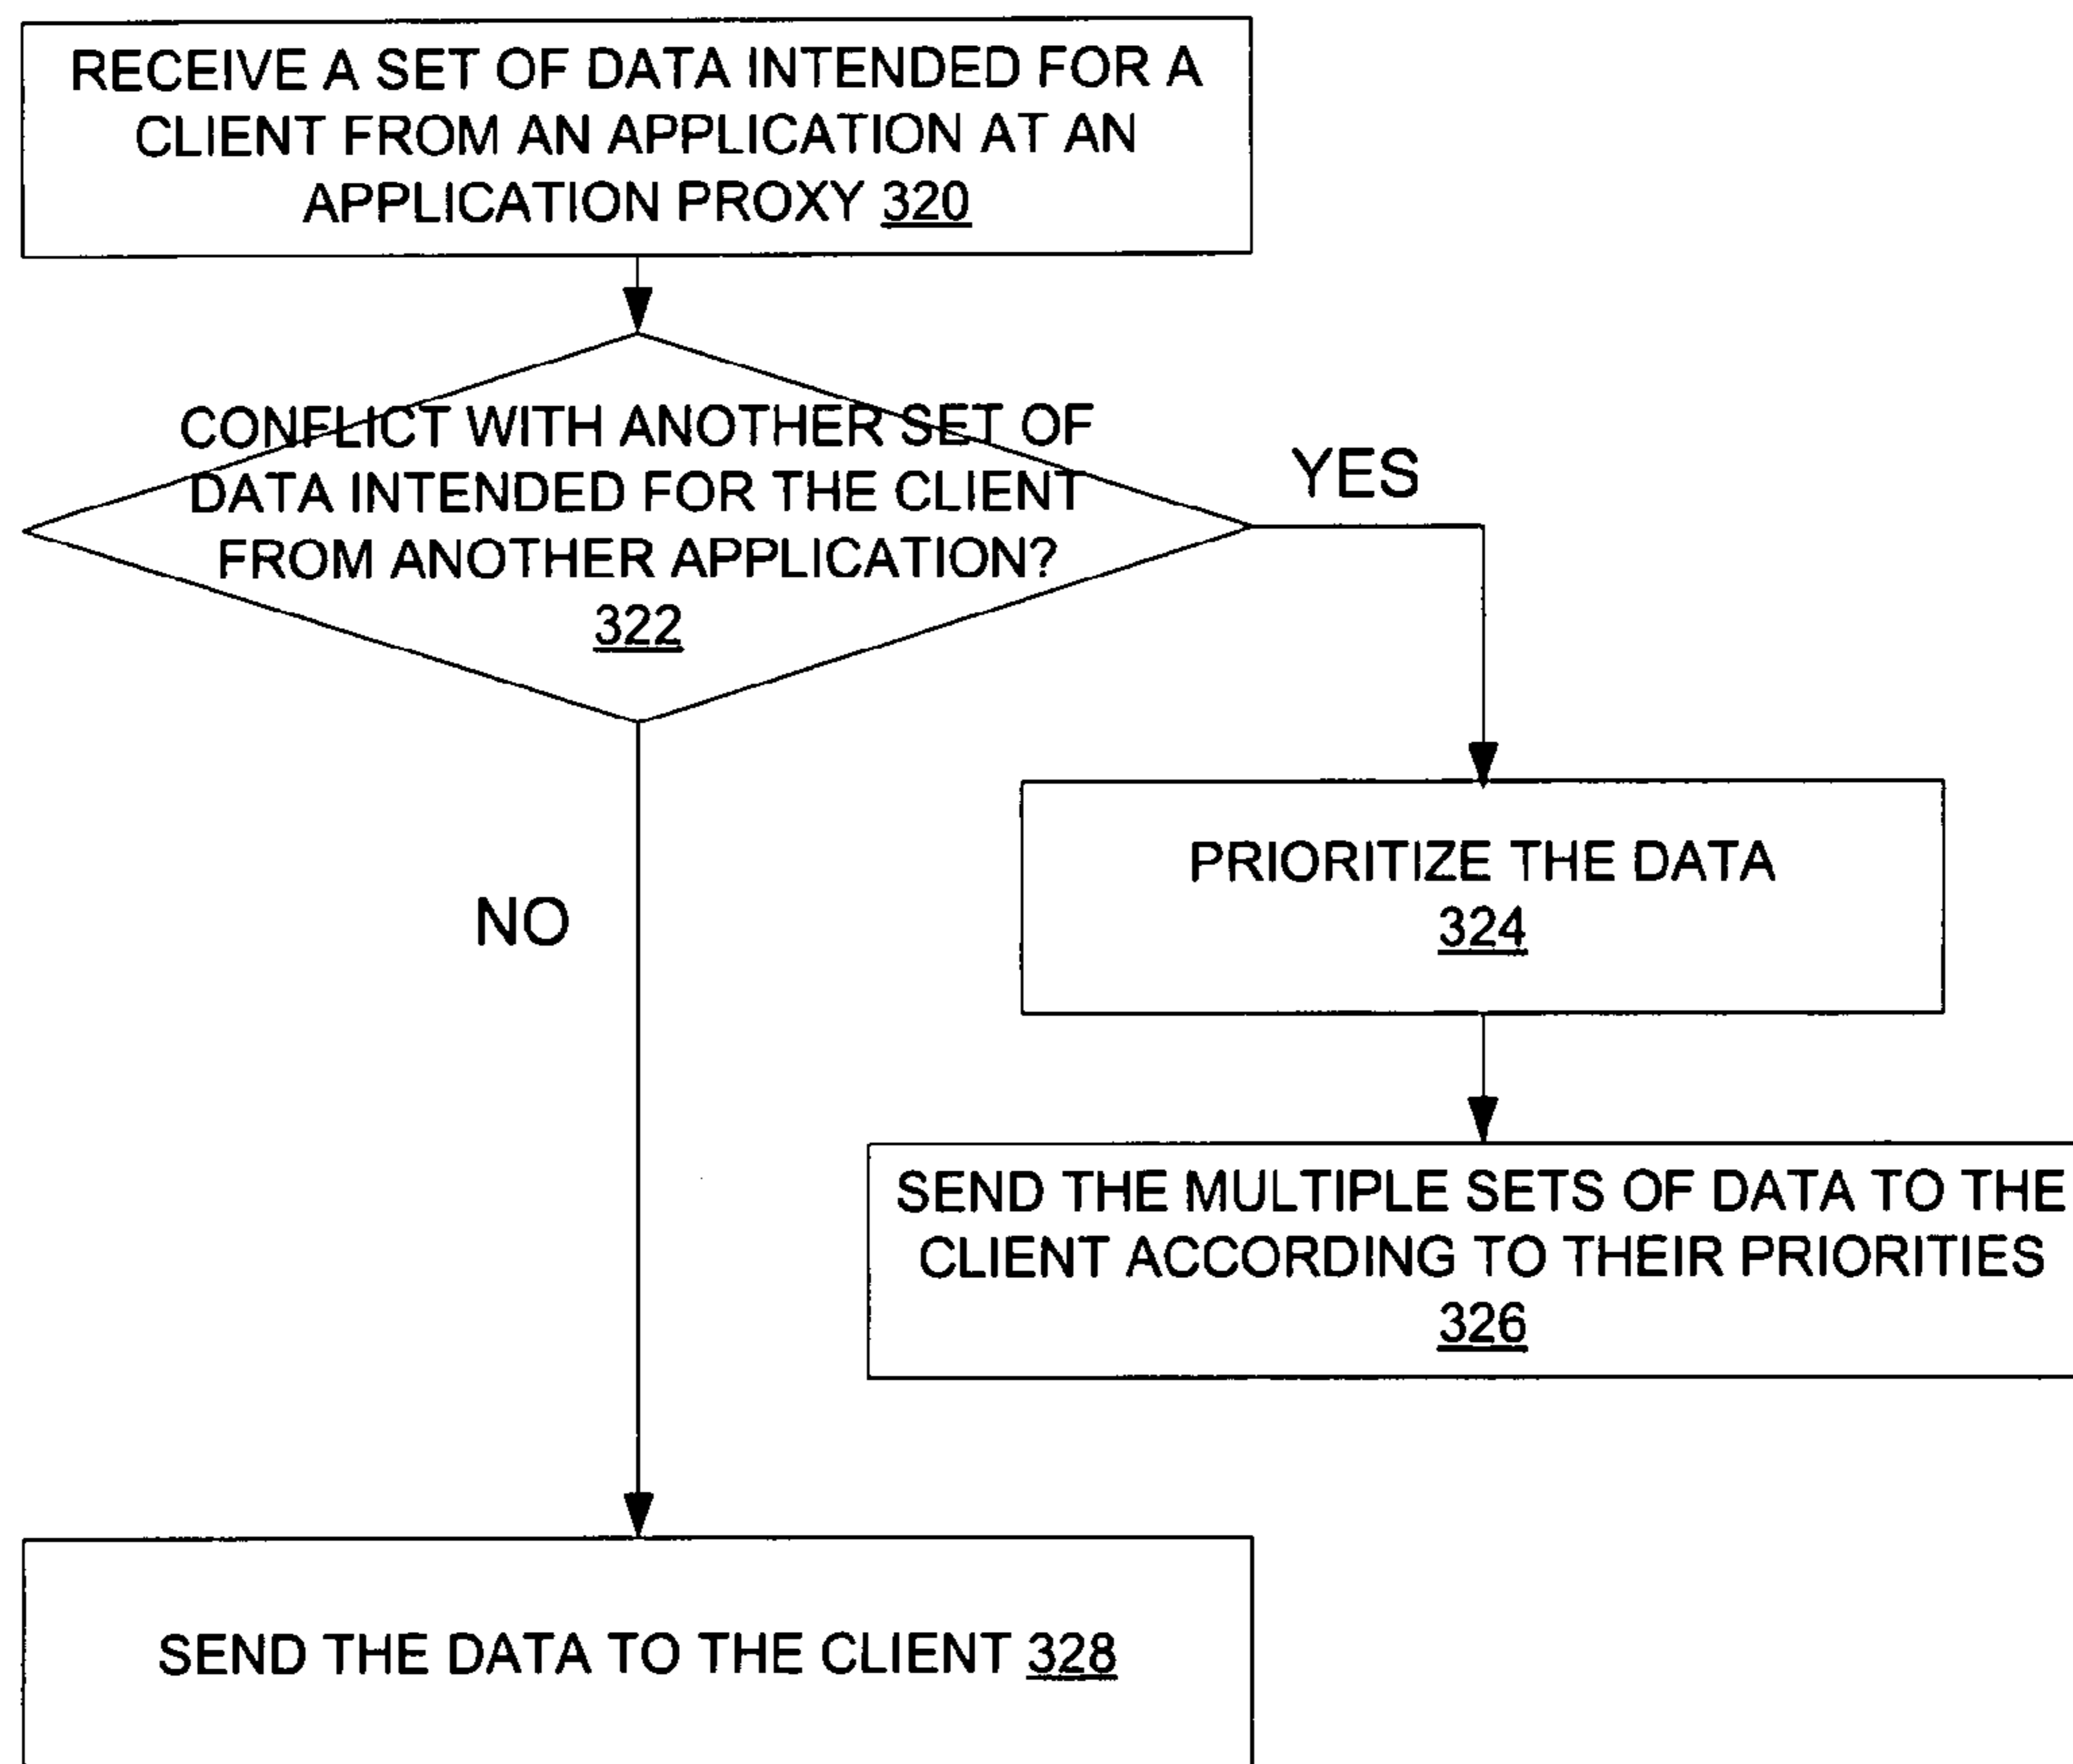 RECEIVE A SET OF DATA INTENDED FOR A
CLIENT FROM AN APPLICATION AT AN
APPLICATION PROXY 320
CONFLICT WITH ANOTHER SET OF
DATA INTENDED FOR THE CLIENT
FROM ANOTHER APPLICATION?
322
YES
NO
PRIORITIZE THE DATA
324
SEND THE MULTIPLE SETS OF DATA TO THE
CLIENT ACCORDING TO THEIR PRIORITIES
326
SEND THE DATA TO THE CLIENT 328